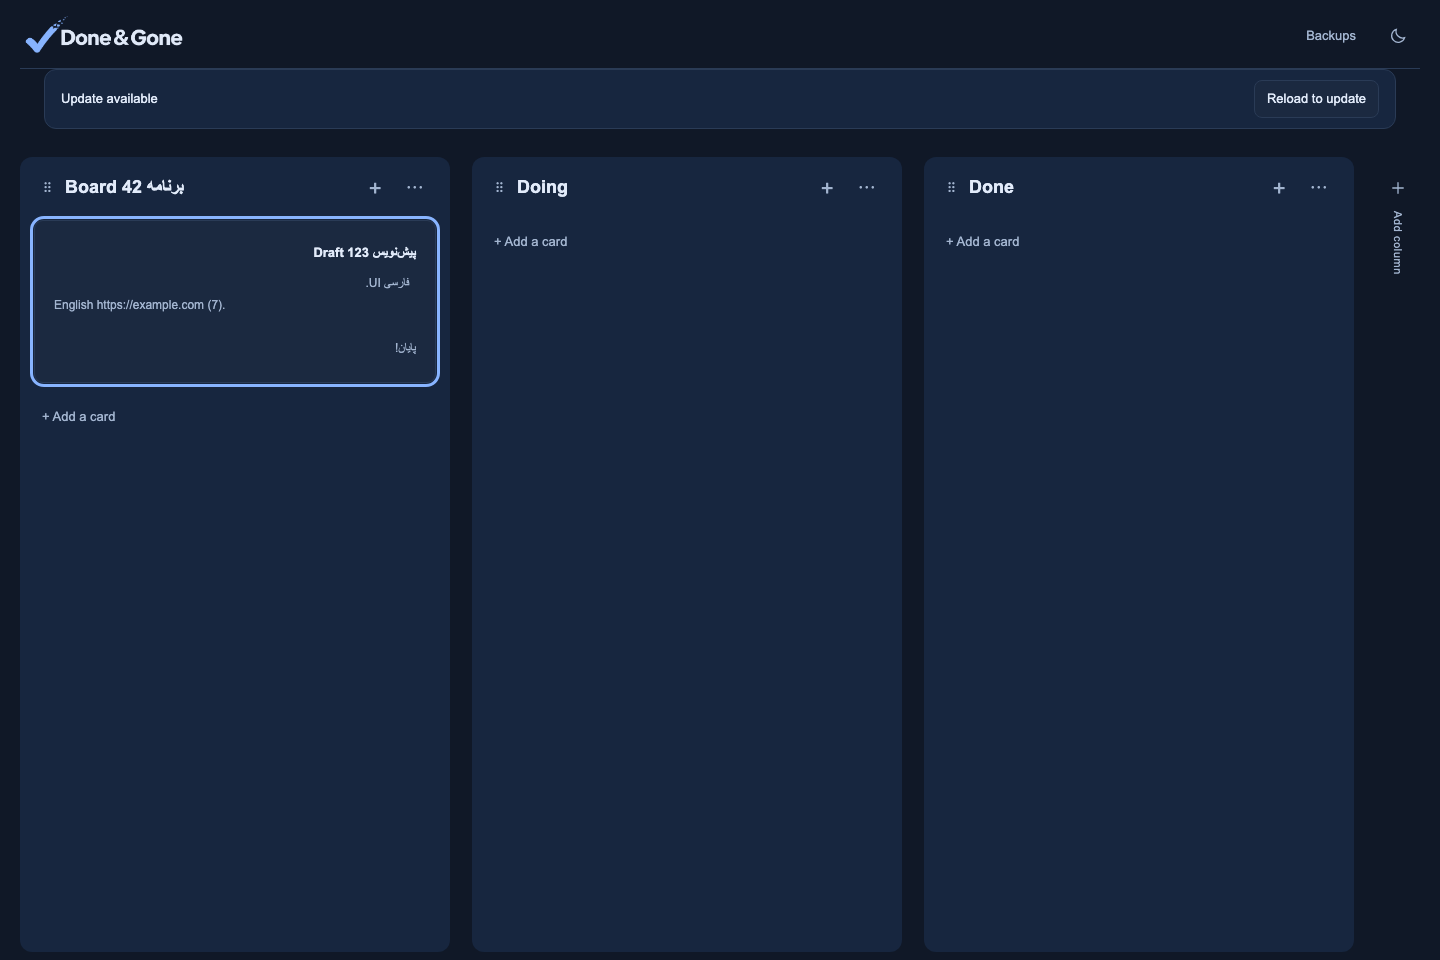 Done & Gone
Backups
Update available
Reload to update
Board 42 برنامه
پیش‌نویس Draft 123
فارسی UI.
English https://example.com (7).
پایان!
+ Add a card
Doing
+ Add a card
Done
+ Add a card
Add column